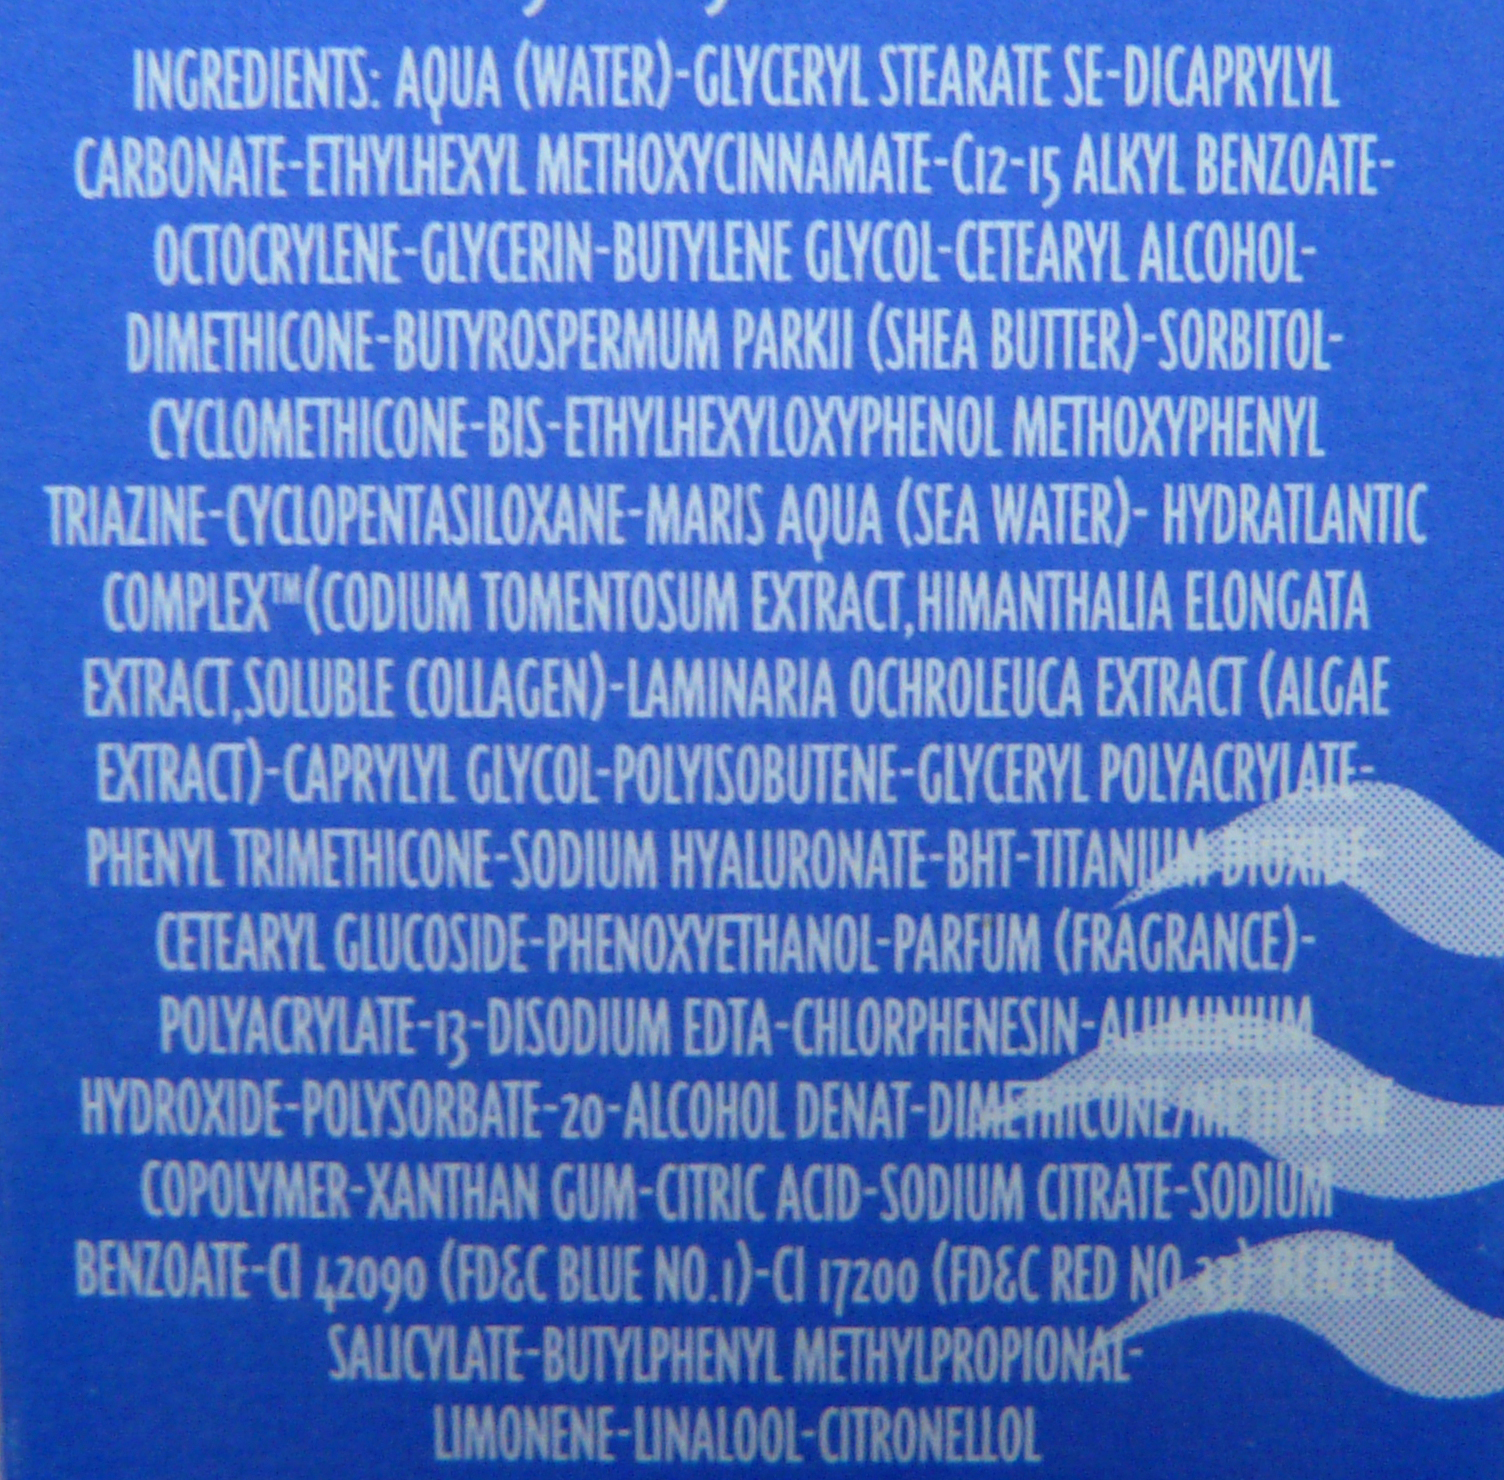 INGREDIENTS: AQUA (WATER)-GLYCERYL STEARATE SE-DICAPRYLYL
CARBONATE-ETHYLHEXYL METHOXYCINNAMATE-C12-15 ALKYL BENZOATE-
OCTOCRYLENE-GLYCERIN-BUTYLENE GLYCOL-CETEARYL ALCOHOL-
DIMETHICONE-BUTYROSPERMUM PARKII (SHEA BUTTER)-SORBITOL-
CYCLOMETHICONE-BIS-ETHYLHEXYLOXYPHENOL METHOXYPHENYL
TRIAZINE-CYCLOPENTASILOXANE-MARIS AQUA (SEA WATER)- HYDRATLANTIC
COMPLEX™(CODIUM TOMENTOSUM EXTRACT,HIMANTHALIA ELONGATA
EXTRACT,SOLUBLE COLLAGEN)-LAMINARIA OCHROLEUCA EXTRACT (ALGAE
EXTRACT)-CAPRYLYL GLYCOL-POLYISOBUTENE-GLYCERYL POLYACRYLATE-
PHENYL TRIMETHICONE-SODIUM HYALURONATE-BHT-TITANIUM DIOXIDE-
CETEARYL GLUCOSIDE-PHENOXYETHANOL-PARFUM (FRAGRANCE)-
POLYACRYLATE-13-DISODIUM EDTA-CHLORPHENESIN-ALUMINIUM
HYDROXIDE-POLYSORBATE-20-ALCOHOL DENAT-DIMETHICONE/METHICONE
COPOLYMER-XANTHAN GUM-CITRIC ACID-SODIUM CITRATE-SODIUM
BENZOATE-CI 42090 (FD&C BLUE NO.1)-CI 17200 (FD&C RED NO.33)
SALICYLATE-BUTYLPHENYL METHYLPROPIONAL-
LIMONENE-LINALOOL-CITRONELLOL